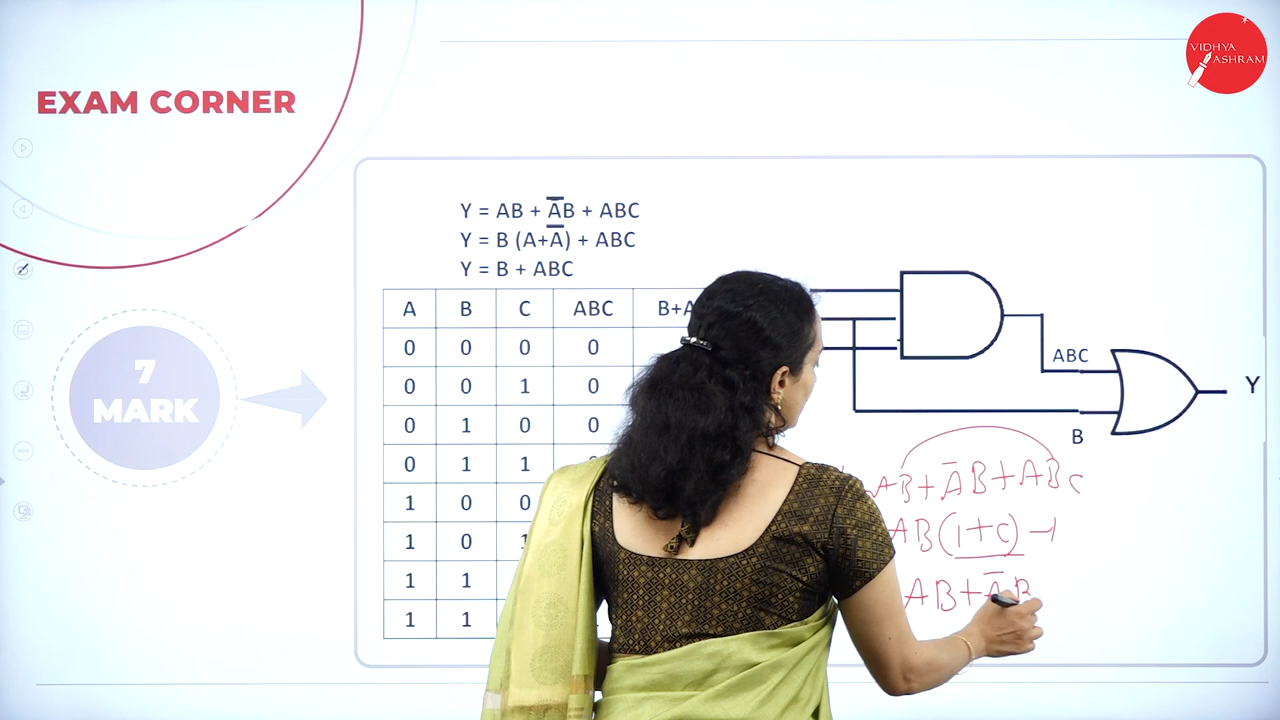 VIDHYA
ASHRAM
EXAM CORNER
7
MARK
Y = AB + A̅B + ABC
Y = B (A+A̅) + ABC
Y = B + ABC
A B C ABC B+A
0 0 0 0
0 0 1 0
0 1 0 0
0 1 1
1 0 0
1 0 1
1 1
1 1
ABC
Y
B
AB+A̅B+ABC
AB(1+C)-1
AB+A̅B